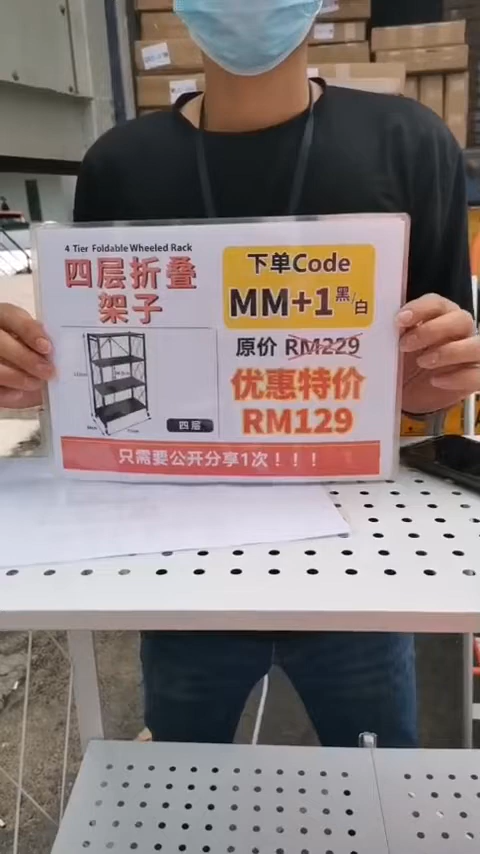 4 Tier Foldable Wheeled Rack
四层折叠
架子
四层
下单Code
MM+1黑/白
原价 RM229
优惠特价
RM129
只需要公开分享1次！！！